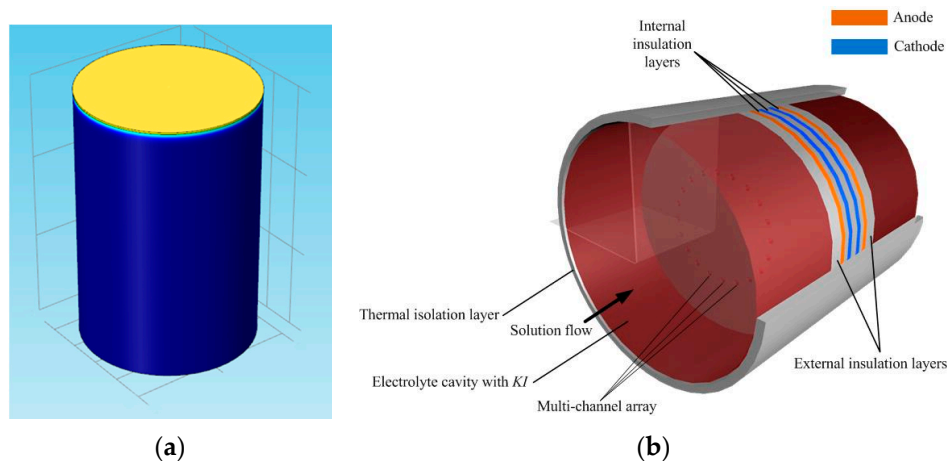 Internal
insulation
layers
Anode
Cathode
Thermal isolation layer
Solution flow
Electrolyte cavity with KI
Multi-channel array
External insulation layers
(a)
(b)